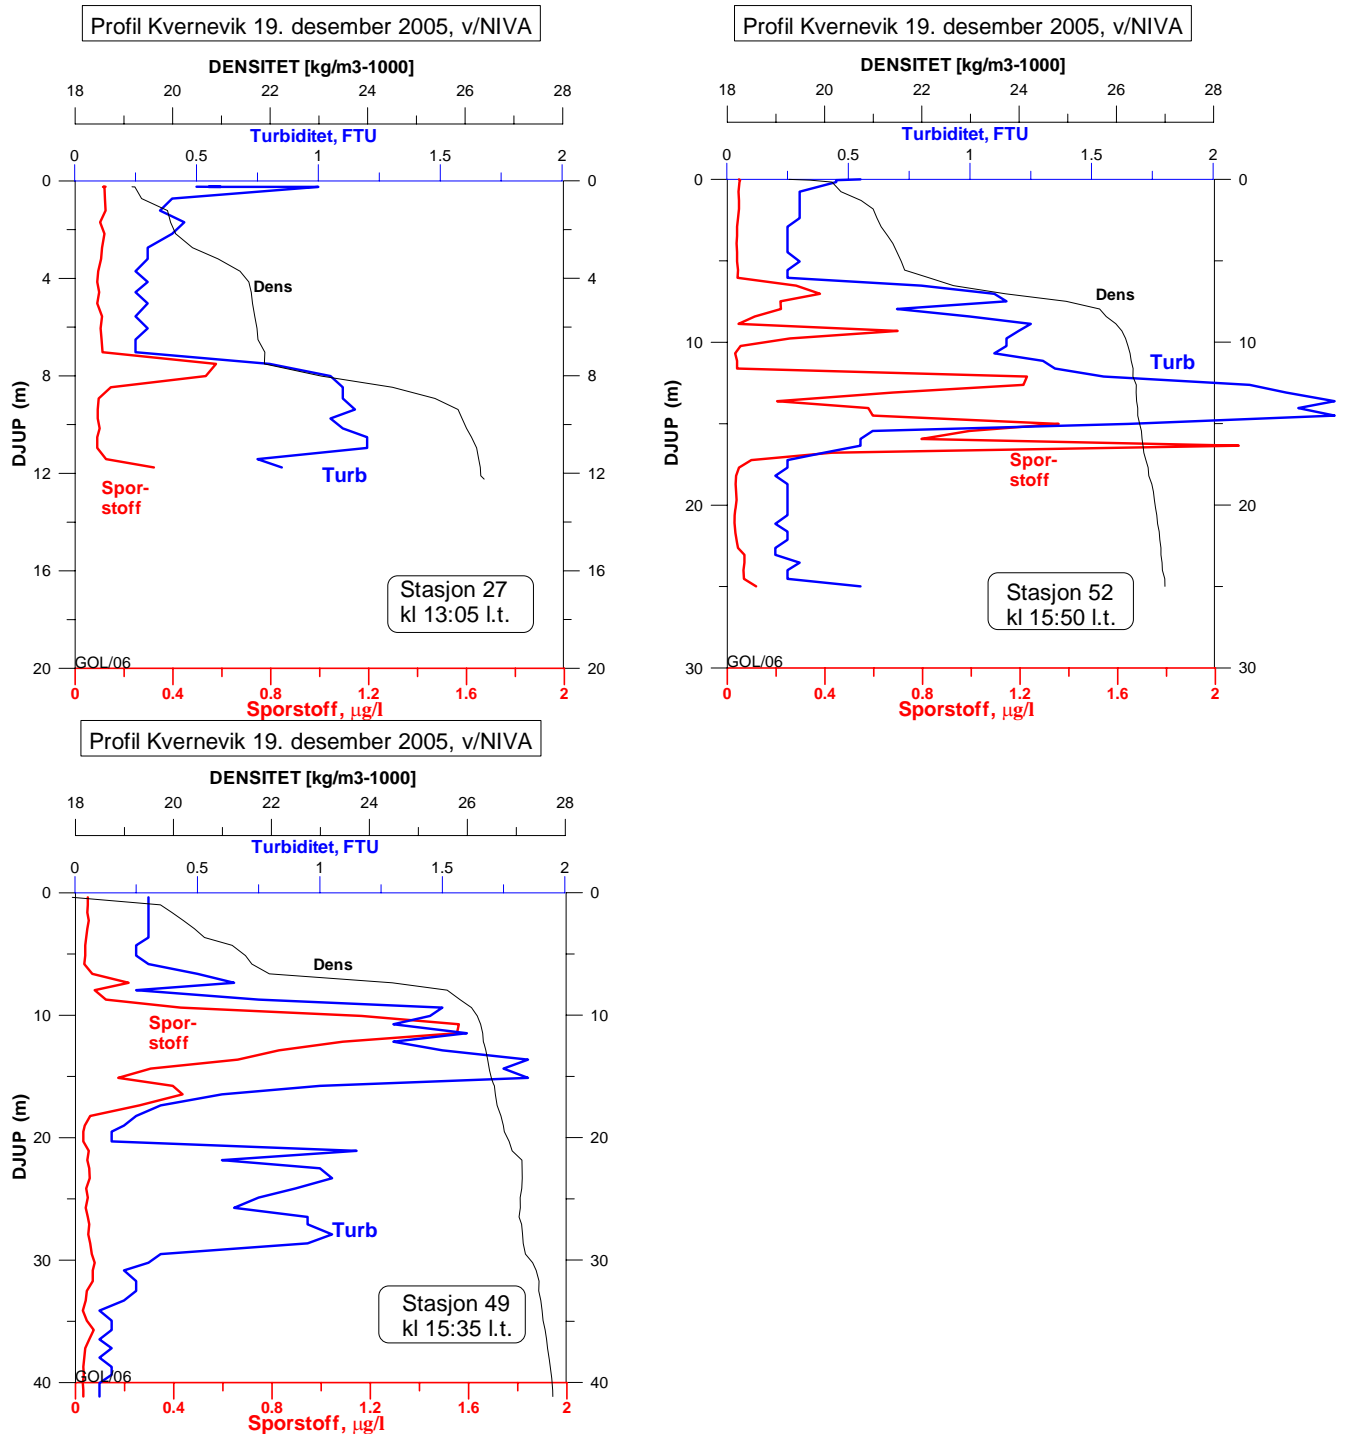 Profil Kvernevik 19. desember 2005, v/NIVA
DENSITET [kg/m3-1000]
18 20 22 24 26 28
Turbiditet, FTU
0 0.5 1 1.5 2
0 0
4 4
8 8
12 12
16 16
20 20
DJUP (m)
Dens
Turb
Spor-
stoff
Stasjon 27
kl 13:05 l.t.
GOL/06
0 0.4 0.8 1.2 1.6 2
Sporstoff, µg/l
Profil Kvernevik 19. desember 2005, v/NIVA
DENSITET [kg/m3-1000]
18 20 22 24 26 28
Turbiditet, FTU
0 0.5 1 1.5 2
0 0
10 10
20 20
30 30
DJUP (m)
Dens
Turb
Spor-
stoff
Stasjon 52
kl 15:50 l.t.
GOL/06
0 0.4 0.8 1.2 1.6 2
Sporstoff, µg/l
Profil Kvernevik 19. desember 2005, v/NIVA
DENSITET [kg/m3-1000]
18 20 22 24 26 28
Turbiditet, FTU
0 0.5 1 1.5 2
0 0
10 10
20 20
30 30
40 40
DJUP (m)
Dens
Spor-
stoff
Turb
Stasjon 49
kl 15:35 l.t.
GOL/06
0 0.4 0.8 1.2 1.6 2
Sporstoff, µg/l